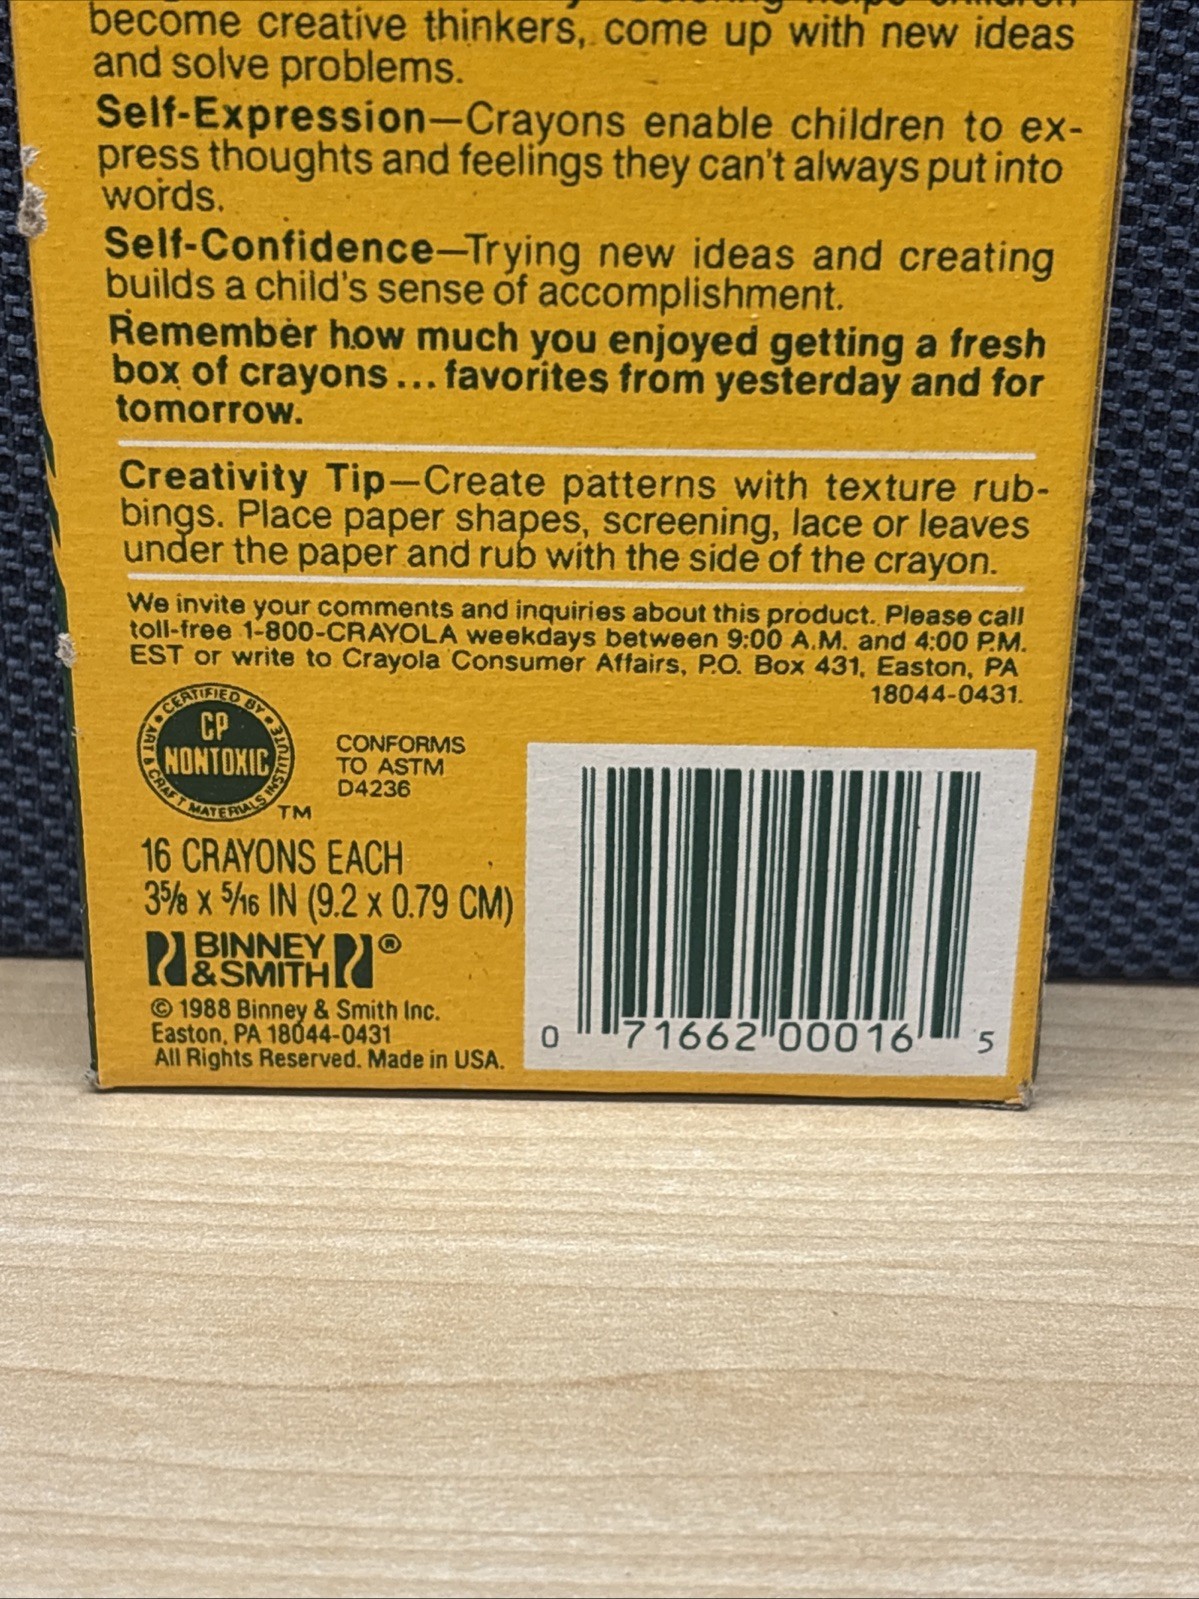 become creative thinkers, come up with new ideas
and solve problems.
Self-Expression—Crayons enable children to ex-
press thoughts and feelings they can't always put into
words.
Self-Confidence—Trying new ideas and creating
builds a child's sense of accomplishment.
Remember how much you enjoyed getting a fresh
box of crayons... favorites from yesterday and for
tomorrow.
Creativity Tip—Create patterns with texture rub-
bings. Place paper shapes, screening, lace or leaves
under the paper and rub with the side of the crayon.
We invite your comments and inquiries about this product. Please call
toll-free 1-800-CRAYOLA weekdays between 9:00 A.M. and 4:00 P.M.
EST or write to Crayola Consumer Affairs, P.O. Box 431, Easton, PA
18044-0431.
CERTIFIED BY
ART & CRAFT MATERIALS INSTITUTE
CP
NONTOXIC
TM
CONFORMS
TO ASTM
D4236
16 CRAYONS EACH
3⅝ x 5/16 IN (9.2 x 0.79 CM)
BINNEY
&SMITH ®
© 1988 Binney & Smith Inc.
Easton, PA 18044-0431
All Rights Reserved. Made in USA.
0 71662 00016 5